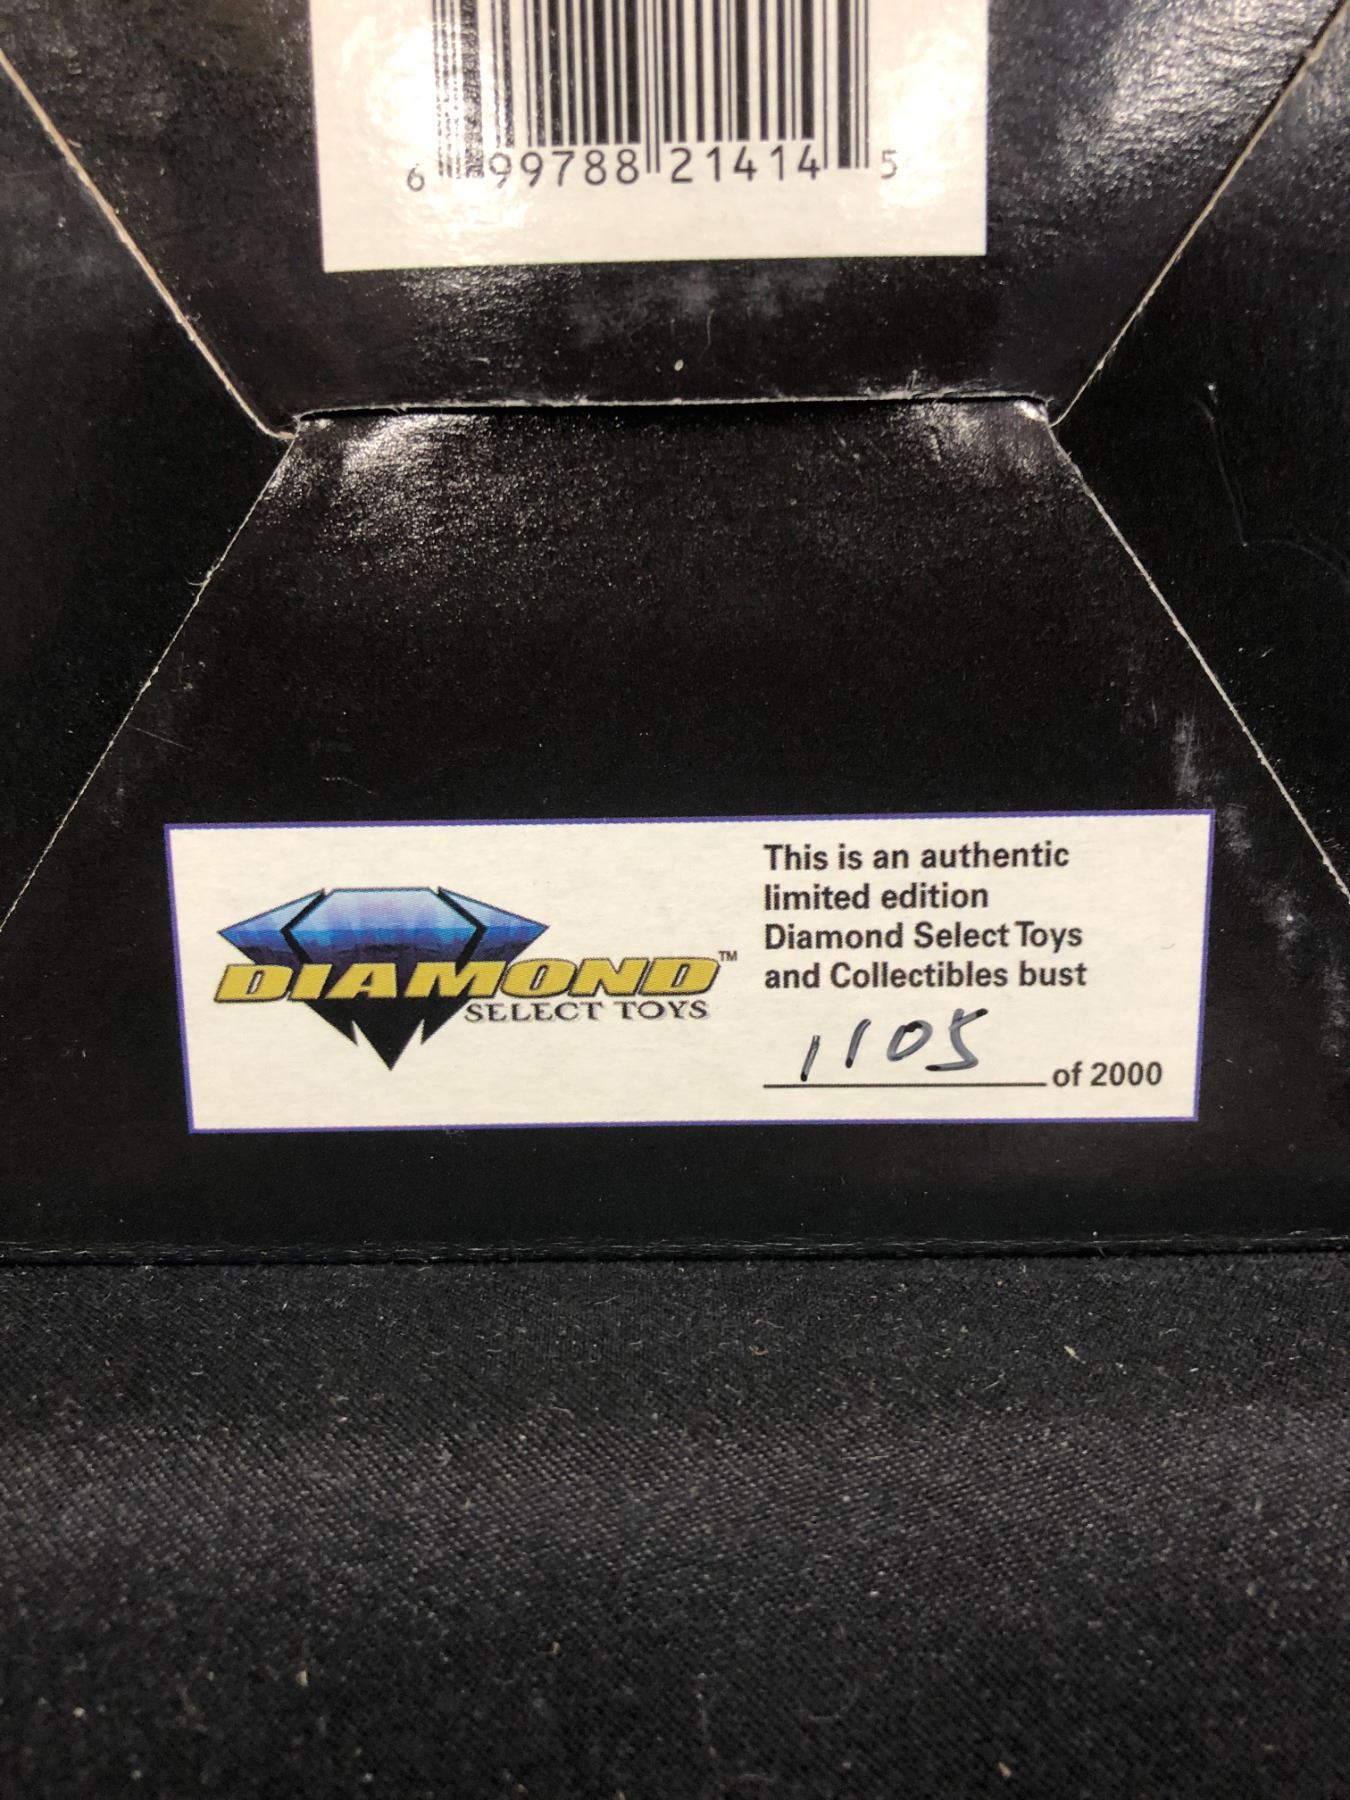 6 99788 21414 5
DIAMOND™
SELECT TOYS
This is an authentic
limited edition
Diamond Select Toys
and Collectibles bust
1105 of 2000